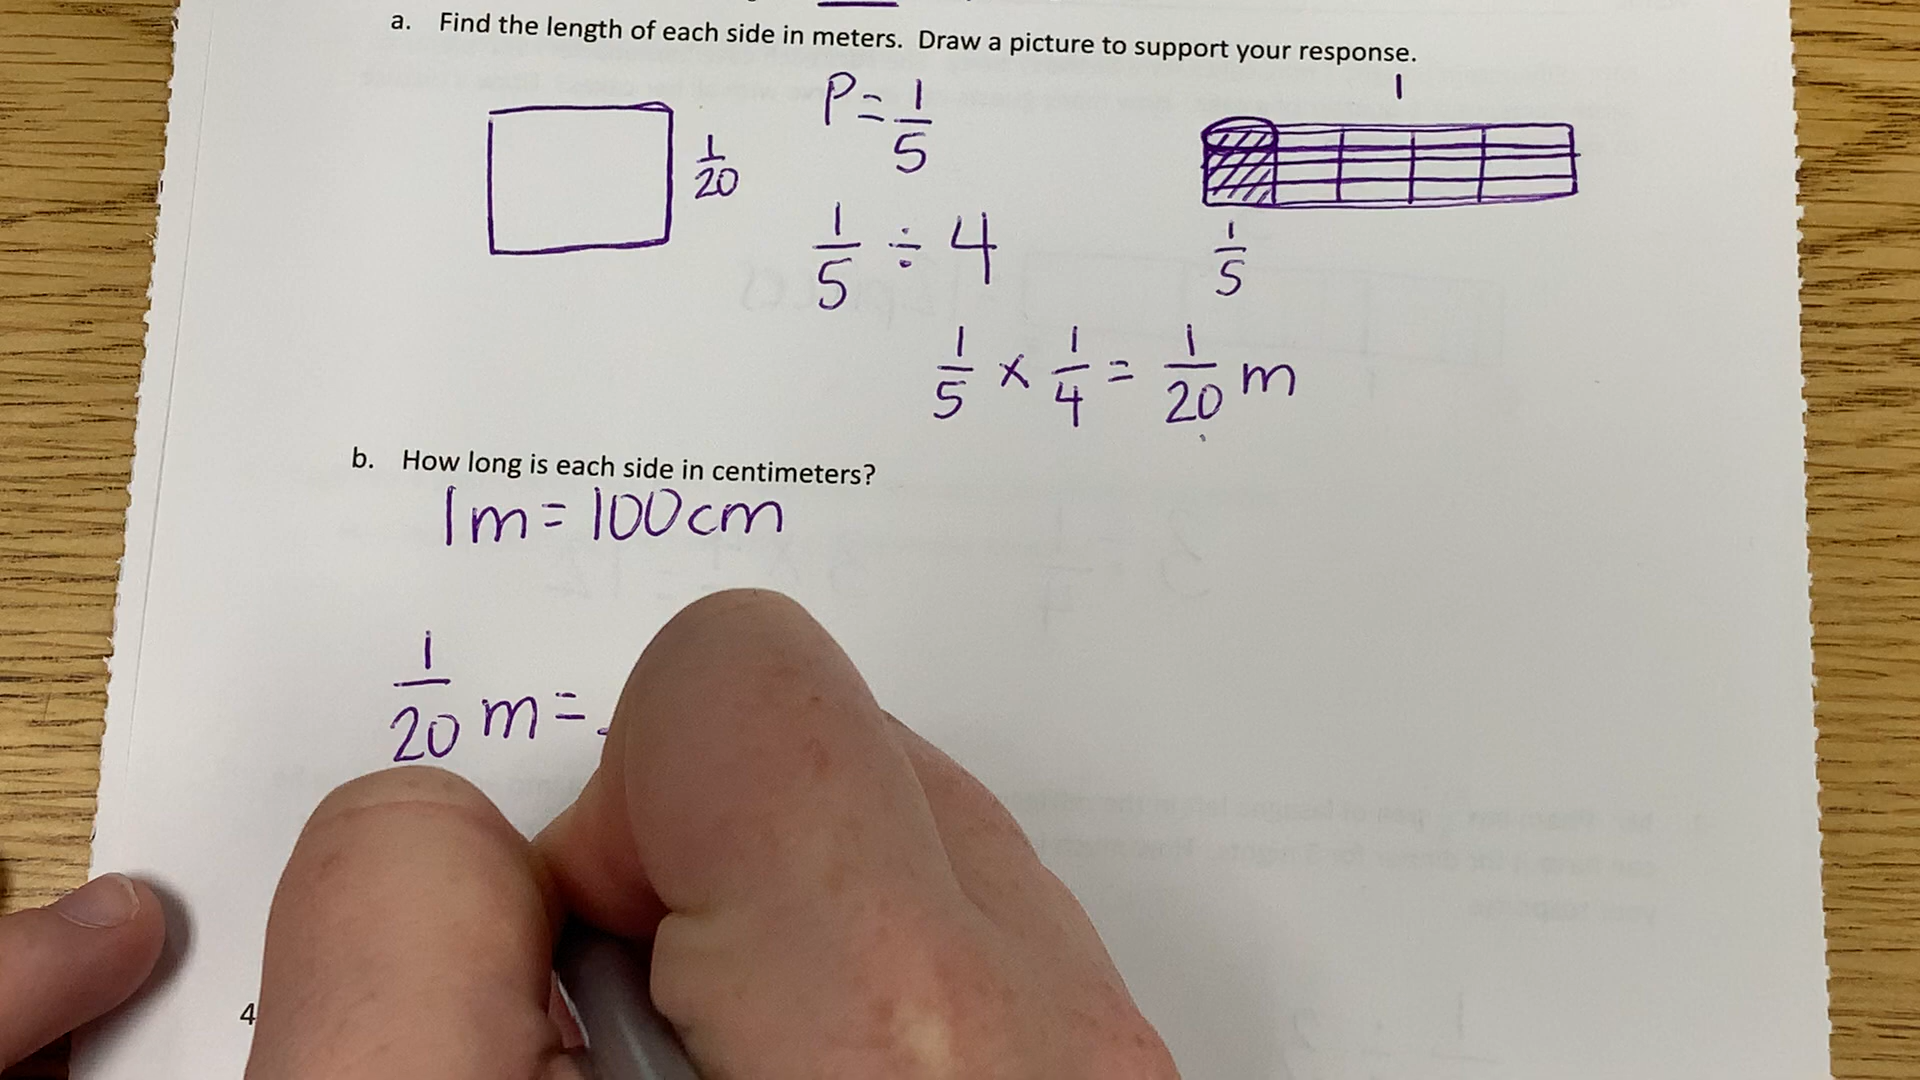 a. Find the length of each side in meters. Draw a picture to support your response.
P = 1/5
1
1/20
1/5 ÷ 4
1/5
1/5 × 1/4 = 1/20 m
b. How long is each side in centimeters?
1m = 100cm
1/20 m =
4